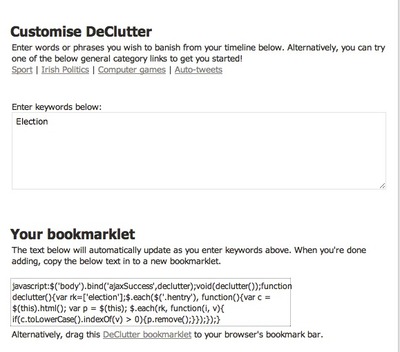 Customise DeClutter
Enter words or phrases you wish to banish from your timeline below. Alternatively, you can try
one of the below general category links to get you started!
Sport | Irish Politics | Computer games | Auto-tweets
Enter keywords below:
Election
Your bookmarklet
The text below will automatically update as you enter keywords above. When you're done
adding, copy the below text in to a new bookmarklet.
javascript:$('body').bind('ajaxSuccess',declutter);void(declutter());function
declutter(){var rk=['election'];$.each($('.hentry'), function(){var c =
$(this).html(); var p = $(this); $.each(rk, function(i, v){
if(c.toLowerCase().indexOf(v) > 0){p.remove();}});});}
Alternatively, drag this DeClutter bookmarklet to your browser's bookmark bar.